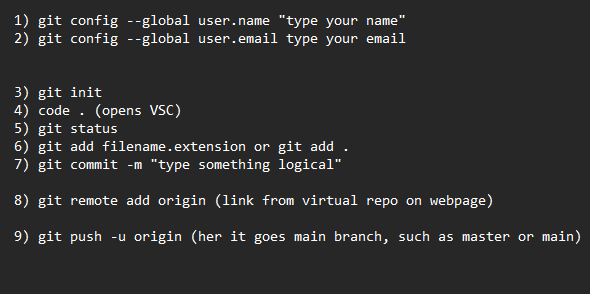 1) git config --global user.name "type your name"
2) git config --global user.email type your email
3) git init
4) code . (opens VSC)
5) git status
6) git add filename.extension or git add .
7) git commit -m "type something logical"
8) git remote add origin (link from virtual repo on webpage)
9) git push -u origin (her it goes main branch, such as master or main)